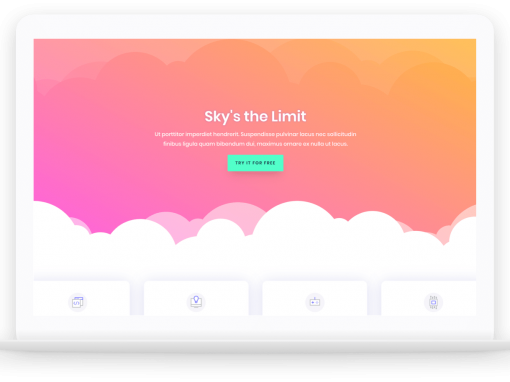 Sky's the Limit
Ut porttitor imperdiet hendrerit. Suspendisse pulvinar lacus nec sollicitudin
finibus ligula quam bibendum dui, maximus ornare ex nulla ut lacus.
TRY IT FOR FREE